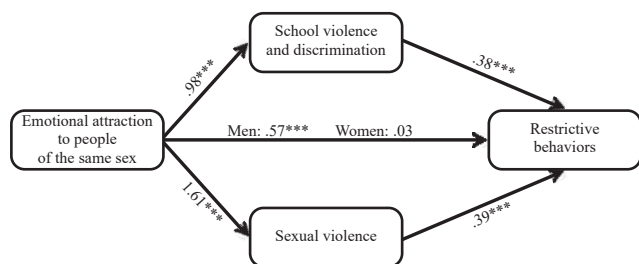 School violence
and discrimination
.98***
.38***
Emotional attraction
to people
of the same sex
Men: .57*** Women: .03
Restrictive
behaviors
1.61***
.39***
Sexual violence